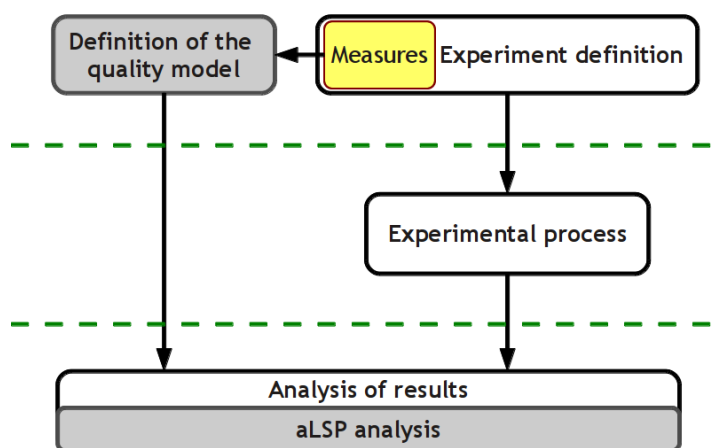 Definition of the
quality model
Measures
Experiment definition
Experimental process
Analysis of results
aLSP analysis